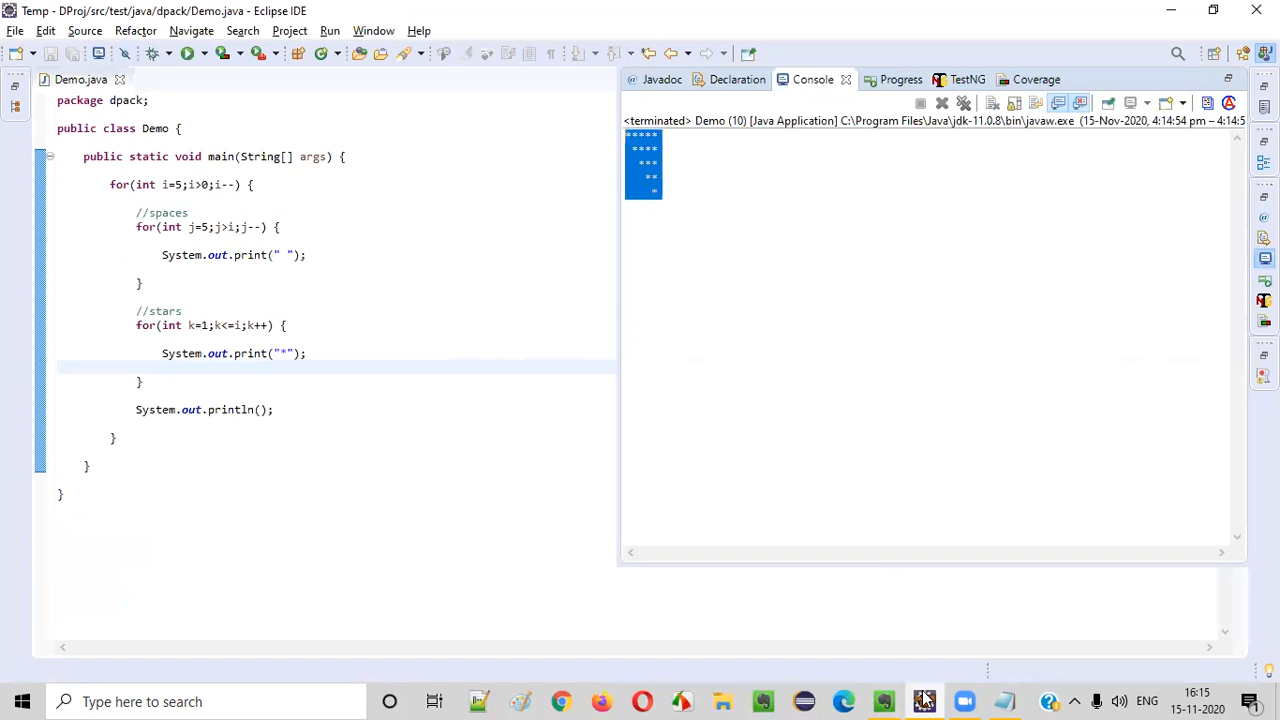 Temp - DProj/src/test/java/dpack/Demo.java - Eclipse IDE
File Edit Source Refactor Navigate Search Project Run Window Help
Demo.java
package dpack;
public class Demo {
public static void main(String[] args) {
for(int i=5;i>0;i--) {
//spaces
for(int j=5;j>i;j--) {
System.out.print(" ");
}
//stars
for(int k=1;k<=i;k++) {
System.out.print("*");
}
System.out.println();
}
}
}
Javadoc Declaration Console Progress TestNG Coverage
<terminated> Demo (10) [Java Application] C:\Program Files\Java\jdk-11.0.8\bin\javaw.exe (15-Nov-2020, 4:14:54 pm – 4:14:5
*****
 ****
  ***
   **
    *
Type here to search
ENG
16:15
15-11-2020